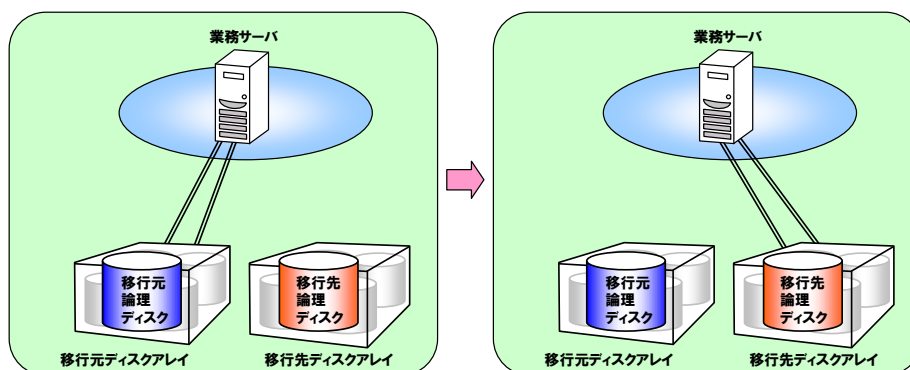 業務サーバ
移行元
論理
ディスク
移行先
論理
ディスク
移行元ディスクアレイ
移行先ディスクアレイ
業務サーバ
移行元
論理
ディスク
移行先
論理
ディスク
移行元ディスクアレイ
移行先ディスクアレイ